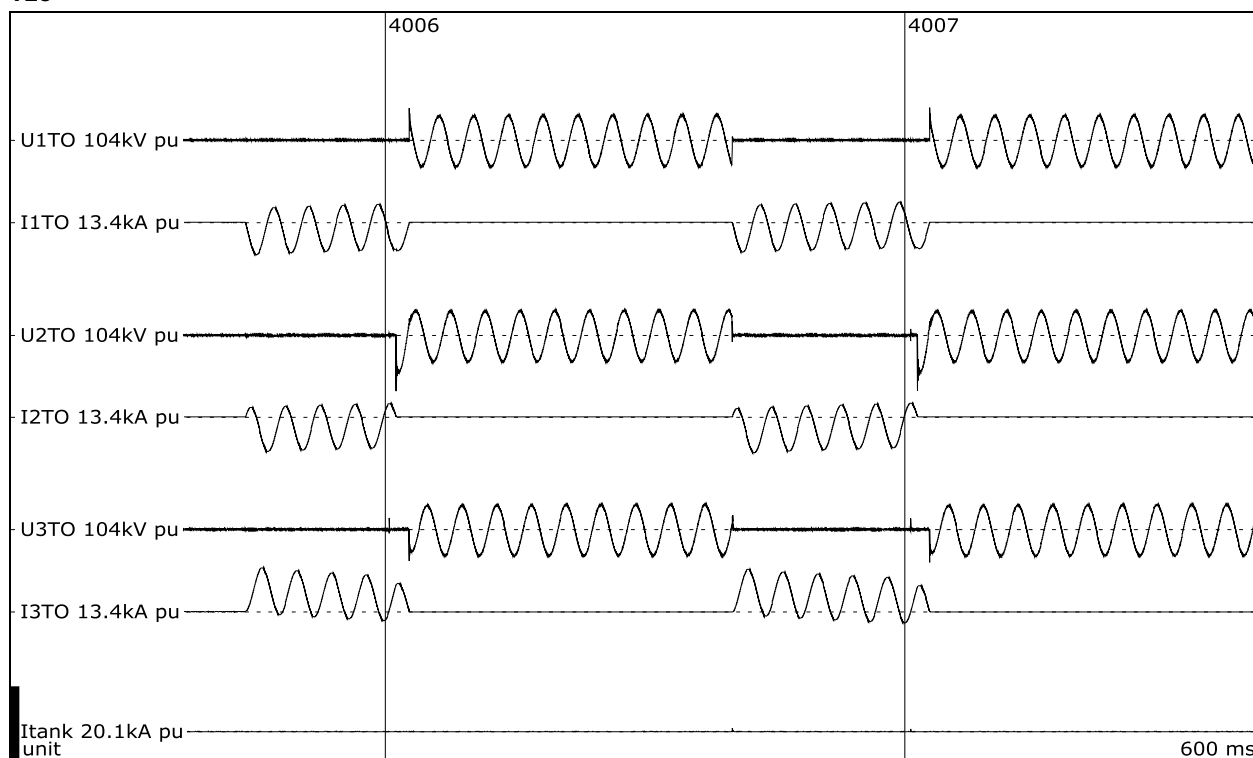 4006 4007
U1TO 104kV pu
I1TO 13.4kA pu
U2TO 104kV pu
I2TO 13.4kA pu
U3TO 104kV pu
I3TO 13.4kA pu
Itank 20.1kA pu
unit 600 ms